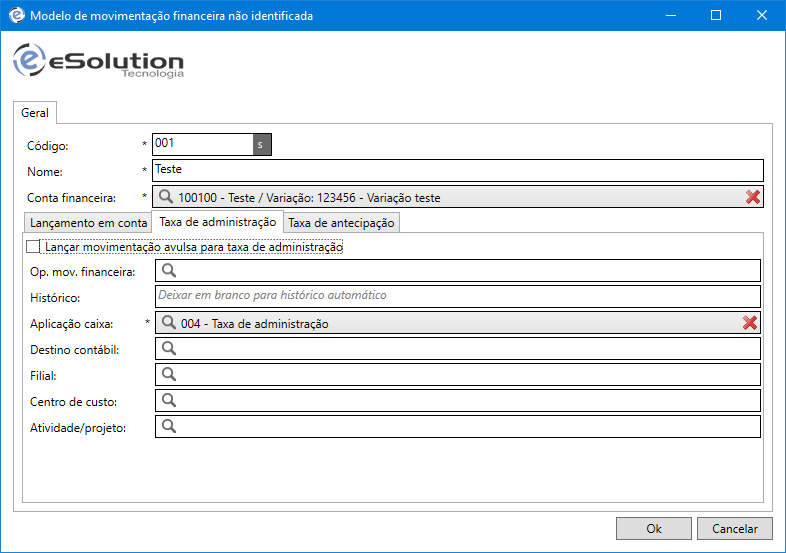 Modelo de movimentação financeira não identificada
eSolution
Tecnologia
Geral
Código: * 001 s
Nome: * Teste
Conta financeira: * 100100 - Teste / Variação: 123456 - Variação teste
Lançamento em conta Taxa de administração Taxa de antecipação
Lançar movimentação avulsa para taxa de administração
Op. mov. financeira:
Histórico: Deixar em branco para histórico automático
Aplicação caixa: * 004 - Taxa de administração
Destino contábil:
Filial:
Centro de custo:
Atividade/projeto:
Ok Cancelar